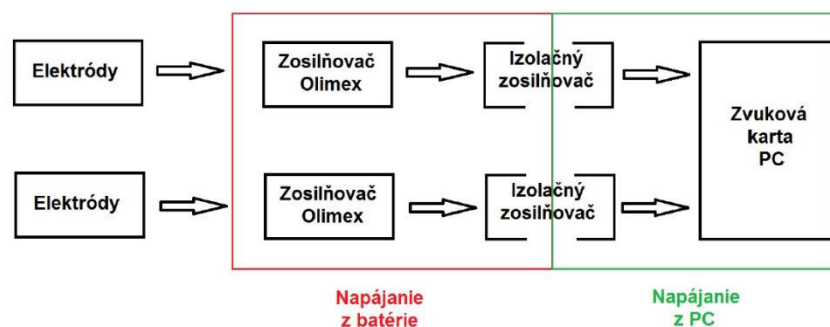 Elektródy
Zosilňovač
Olimex
Izolačný
zosilňovač
Zvuková
karta
PC
Elektródy
Zosilňovač
Olimex
Izolačný
zosilňovač
Napájanie
z batérie
Napájanie
z PC